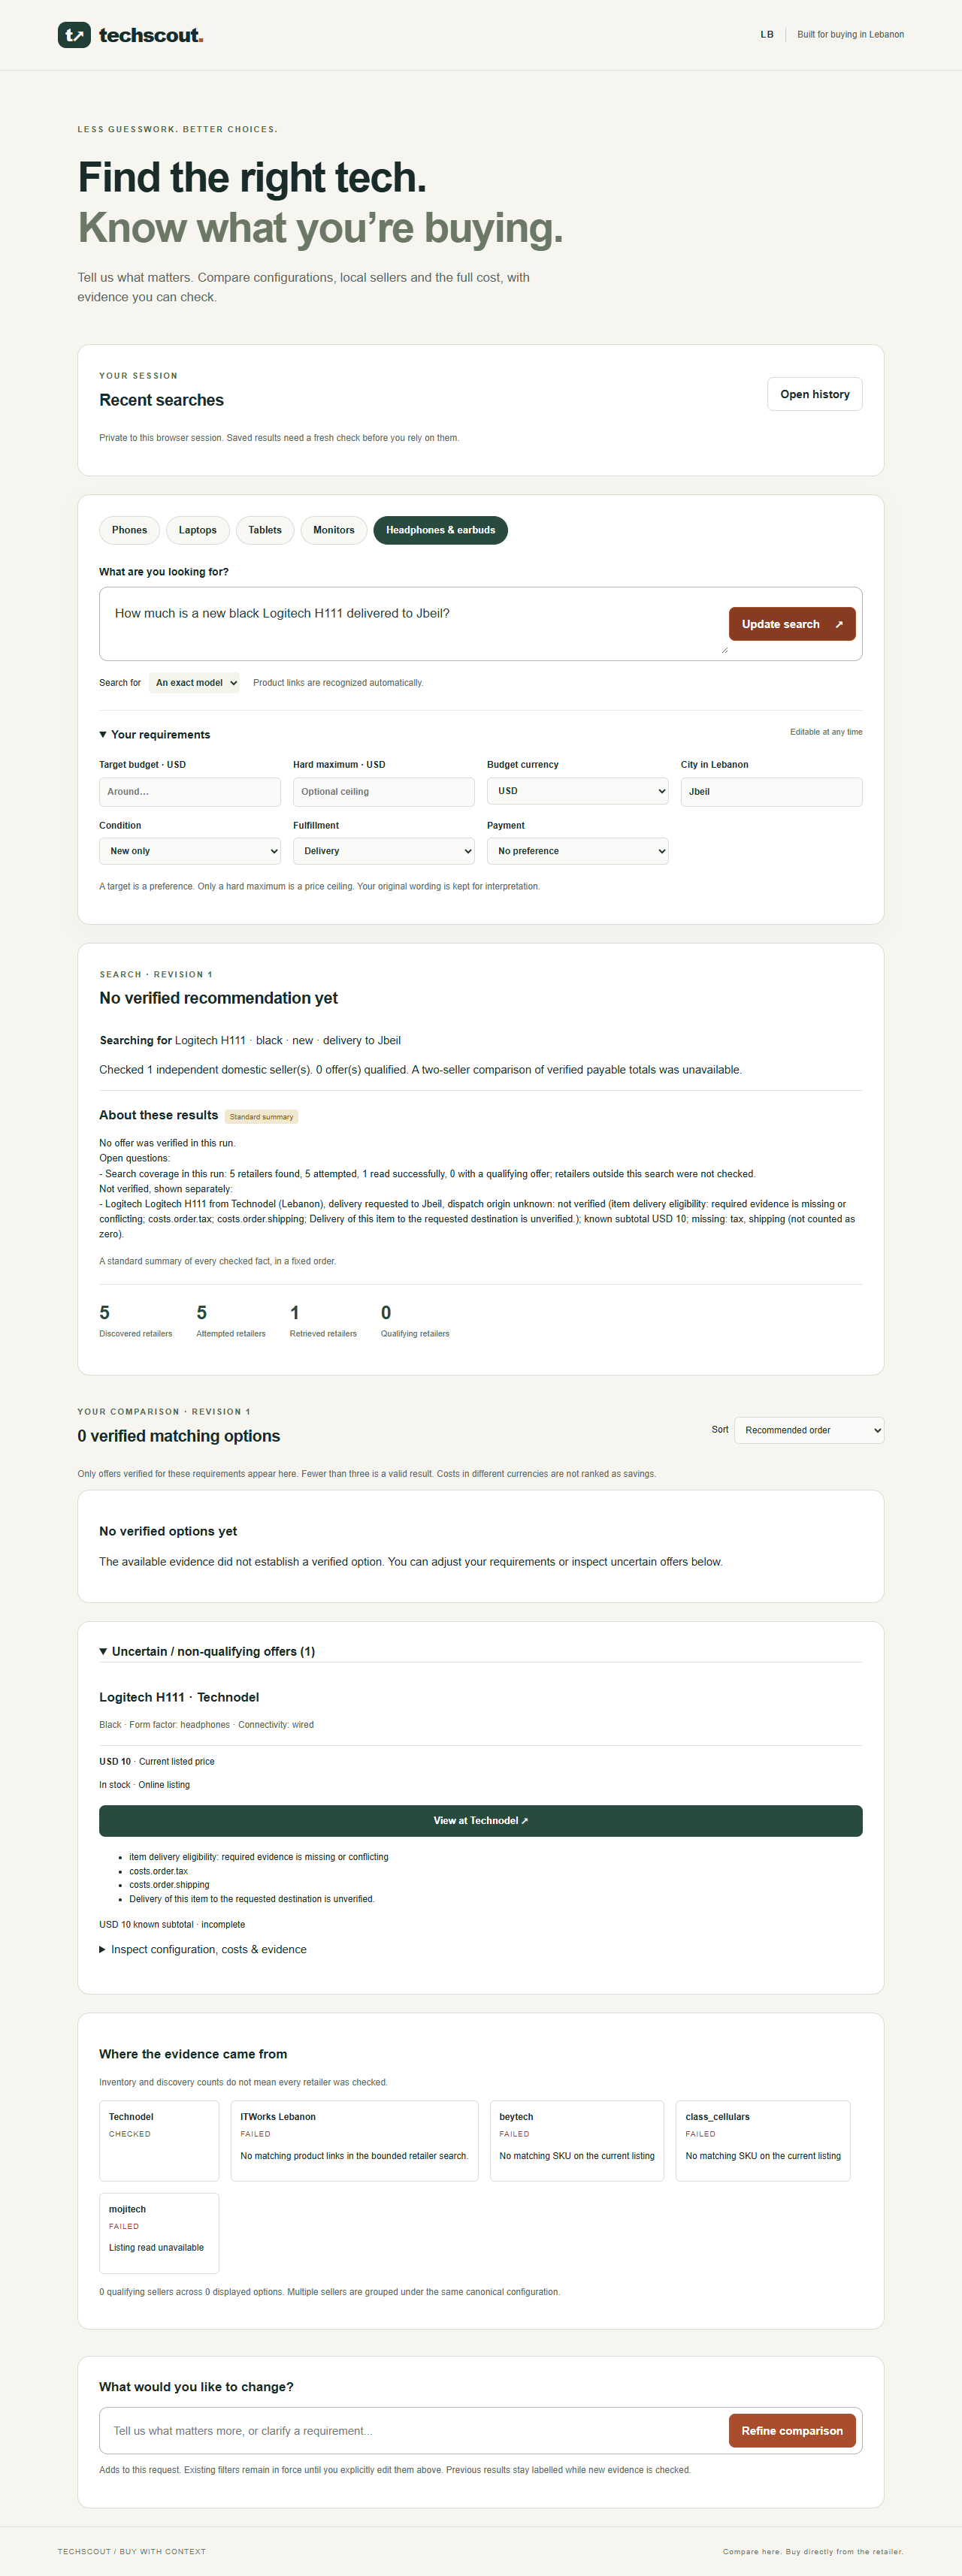 t↗ techscout.
LB
Built for buying in Lebanon
LESS GUESSWORK. BETTER CHOICES.
Find the right tech.
Know what you’re buying.
Tell us what matters. Compare configurations, local sellers and the full cost, with
evidence you can check.
YOUR SESSION
Recent searches
Open history
Private to this browser session. Saved results need a fresh check before you rely on them.
Phones
Laptops
Tablets
Monitors
Headphones & earbuds
What are you looking for?
How much is a new black Logitech H111 delivered to Jbeil?
Update search ↗
Search for
An exact model
Product links are recognized automatically.
▼ Your requirements
Editable at any time
Target budget · USD
Hard maximum · USD
Budget currency
City in Lebanon
Around...
Optional ceiling
USD
Jbeil
Condition
Fulfillment
Payment
New only
Delivery
No preference
A target is a preference. Only a hard maximum is a price ceiling. Your original wording is kept for interpretation.
SEARCH · REVISION 1
No verified recommendation yet
Searching for Logitech H111 · black · new · delivery to Jbeil
Checked 1 independent domestic seller(s). 0 offer(s) qualified. A two-seller comparison of verified payable totals was unavailable.
About these results
Standard summary
No offer was verified in this run.
Open questions:
- Search coverage in this run: 5 retailers found, 5 attempted, 1 read successfully, 0 with a qualifying offer; retailers outside this search were not checked.
Not verified, shown separately:
- Logitech Logitech H111 from Technodel (Lebanon), delivery requested to Jbeil, dispatch origin unknown: not verified (item delivery eligibility: required evidence is missing or
conflicting; costs.order.tax; costs.order.shipping; Delivery of this item to the requested destination is unverified.); known subtotal USD 10; missing: tax, shipping (not counted as
zero).
A standard summary of every checked fact, in a fixed order.
5
5
1
0
Discovered retailers
Attempted retailers
Retrieved retailers
Qualifying retailers
YOUR COMPARISON · REVISION 1
0 verified matching options
Sort
Recommended order
Only offers verified for these requirements appear here. Fewer than three is a valid result. Costs in different currencies are not ranked as savings.
No verified options yet
The available evidence did not establish a verified option. You can adjust your requirements or inspect uncertain offers below.
▼ Uncertain / non-qualifying offers (1)
Logitech H111 · Technodel
Black · Form factor: headphones · Connectivity: wired
USD 10 · Current listed price
In stock · Online listing
View at Technodel ↗
• item delivery eligibility: required evidence is missing or conflicting
• costs.order.tax
• costs.order.shipping
• Delivery of this item to the requested destination is unverified.
USD 10 known subtotal · incomplete
▶ Inspect configuration, costs & evidence
Where the evidence came from
Inventory and discovery counts do not mean every retailer was checked.
Technodel
CHECKED
ITWorks Lebanon
FAILED
No matching product links in the bounded retailer search.
beytech
FAILED
No matching SKU on the current listing
class_cellulars
FAILED
No matching SKU on the current listing
mojitech
FAILED
Listing read unavailable
0 qualifying sellers across 0 displayed options. Multiple sellers are grouped under the same canonical configuration.
What would you like to change?
Tell us what matters more, or clarify a requirement...
Refine comparison
Adds to this request. Existing filters remain in force until you explicitly edit them above. Previous results stay labelled while new evidence is checked.
TECHSCOUT / BUY WITH CONTEXT
Compare here. Buy directly from the retailer.